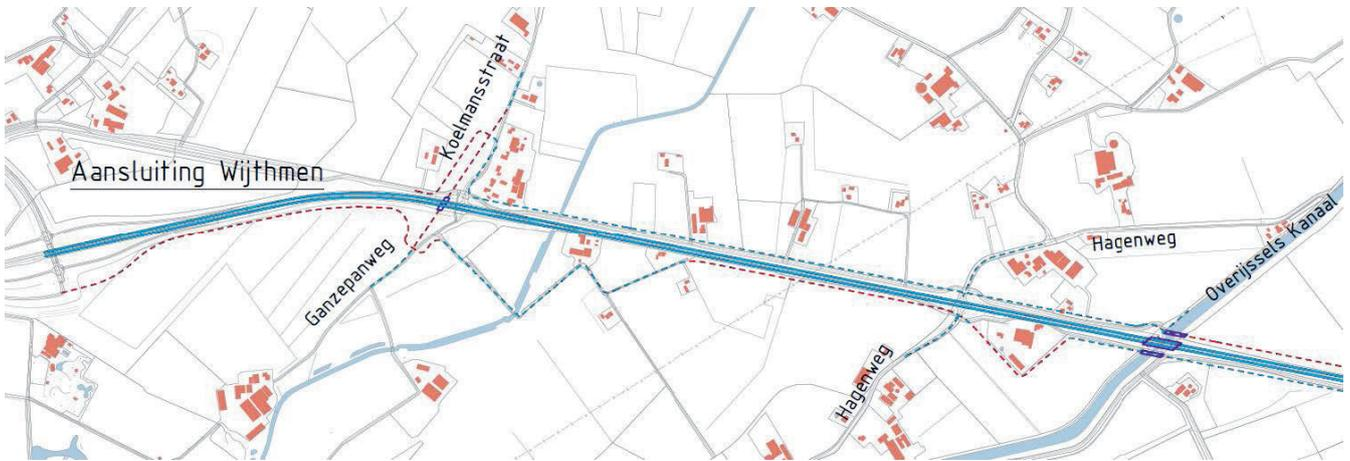 Koelmansstraat
Aansluiting Wijthmen
Ganzepanweg
Hagenweg
Overijssels Kanaal
Hagenweg